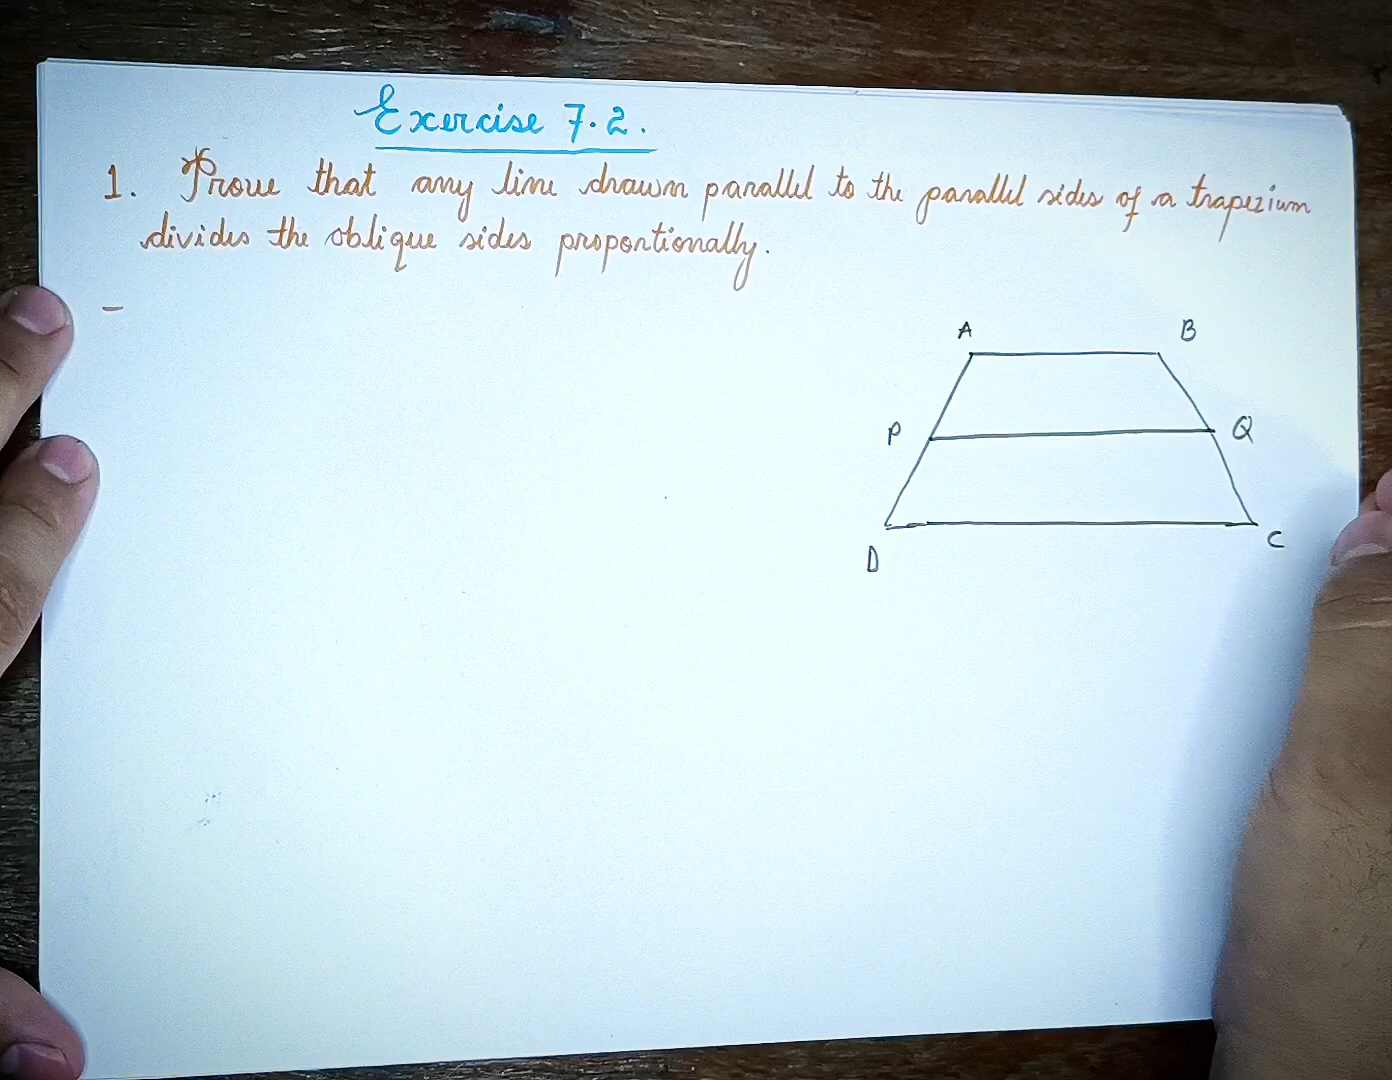 Exercise 7.2.
1. Prove that any line drawn parallel to the parallel sides of a trapezium
divides the oblique sides proportionally.
-
A B
P Q
D C